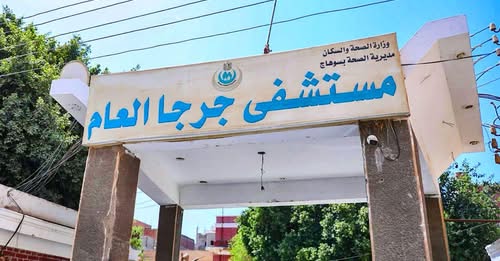 وزارة الصحة والسكان
مديرية الصحة بسوهاج
مستشفى جرجا العام